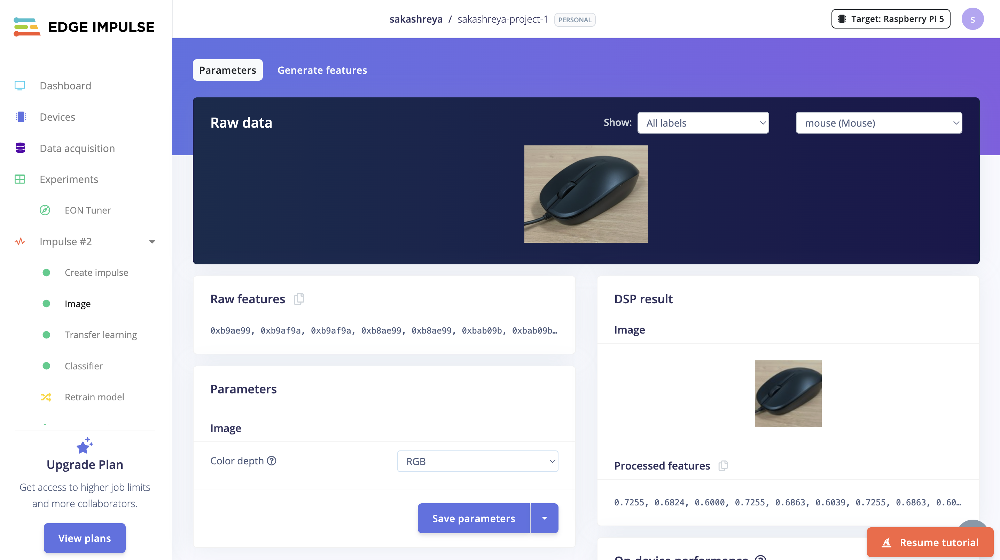 EDGE IMPULSE
sakashreya / sakashreya-project-1 PERSONAL
Target: Raspberry Pi 5
s
Dashboard
Devices
Data acquisition
Experiments
EON Tuner
Impulse #2
Create impulse
Image
Transfer learning
Classifier
Retrain model
Upgrade Plan
Get access to higher job limits
and more collaborators.
View plans
Parameters
Generate features
Raw data
Show: All labels
mouse (Mouse)
Raw features
0xb9ae99, 0xb9af9a, 0xb9af9a, 0xb8ae99, 0xb8ae99, 0xbab09b, 0xbab09b…
Parameters
Image
Color depth
RGB
Save parameters
DSP result
Image
Processed features
0.7255, 0.6824, 0.6000, 0.7255, 0.6863, 0.6039, 0.7255, 0.6863, 0.60…
On-device performance
Resume tutorial